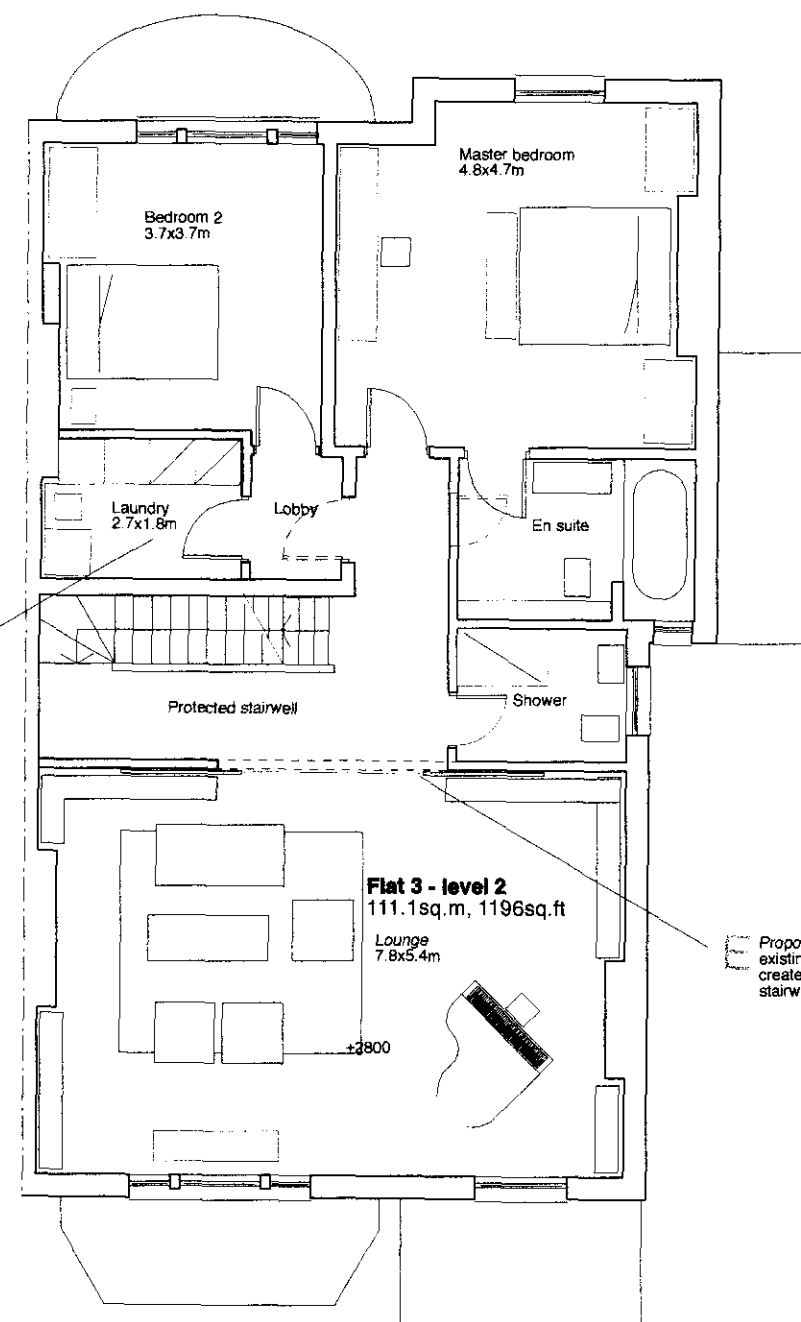 Master bedroom
4.8x4.7m
Bedroom 2
3.7x3.7m
Laundry
2.7x1.8m
Lobby
En suite
Protected stairwell
Shower
Flat 3 - level 2
111.1sq.m, 1196sq.ft
Lounge
7.8x5.4m
+2800
E
Propo
existin
create
stairw